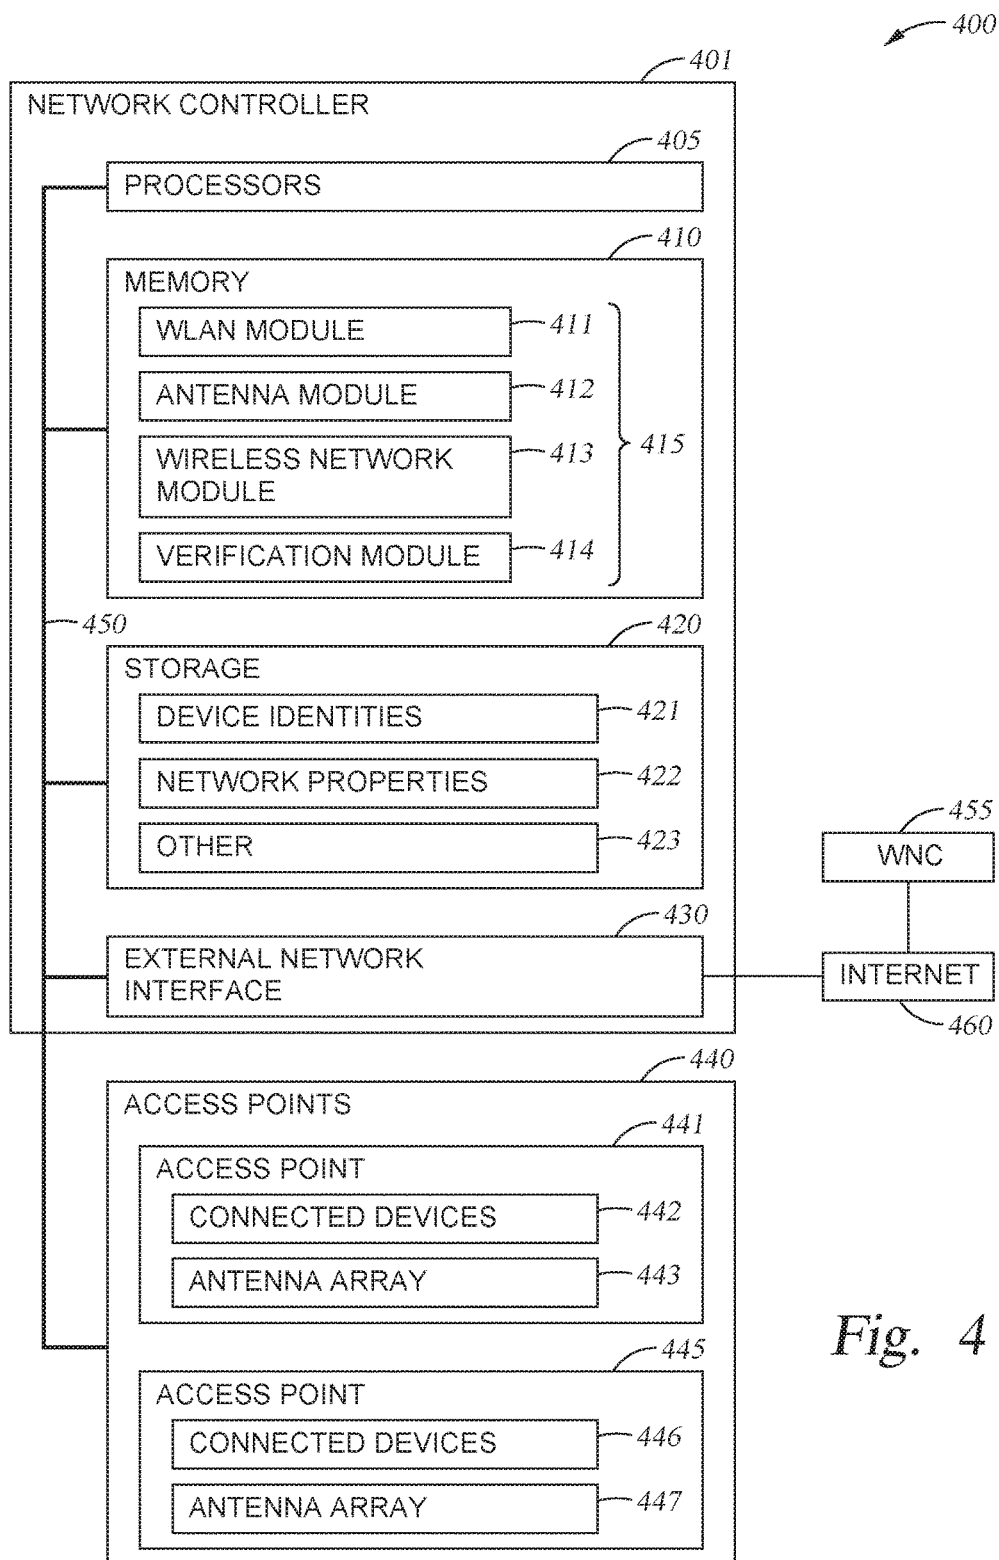 400
401
NETWORK CONTROLLER
405
PROCESSORS
410
MEMORY
WLAN MODULE
411
ANTENNA MODULE
412
WIRELESS NETWORK
MODULE
413
415
VERIFICATION MODULE
414
450
420
STORAGE
DEVICE IDENTITIES
421
NETWORK PROPERTIES
422
OTHER
423
455
WNC
430
EXTERNAL NETWORK
INTERFACE
INTERNET
460
440
ACCESS POINTS
441
ACCESS POINT
CONNECTED DEVICES
442
ANTENNA ARRAY
443
Fig. 4
445
ACCESS POINT
CONNECTED DEVICES
446
ANTENNA ARRAY
447